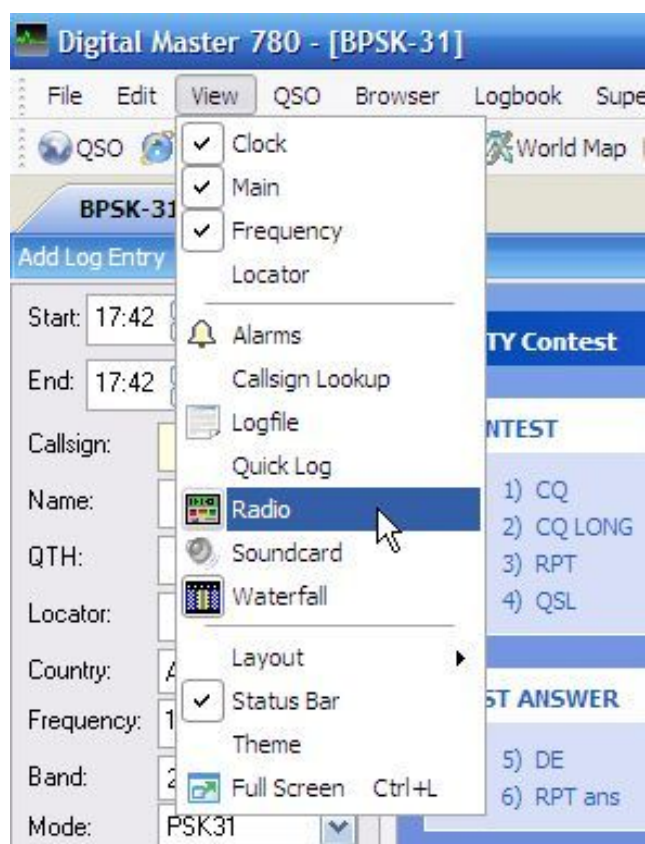 Digital Master 780 - [BPSK-31]
File Edit View QSO Browser Logbook Supe
QSO World Map
BPSK-31
Add Log Entry
Clock
Main
Frequency
Locator
Alarms
Callsign Lookup
Logfile
Quick Log
Radio
Soundcard
Waterfall
Layout
Status Bar
Theme
Full Screen Ctrl+L
Start: 17:42
End: 17:42
Callsign:
Name:
QTH:
Locator:
Country: A
Frequency: 1
Band: 2
Mode: PSK31
TY Contest
NTEST
1) CQ
2) CQ LONG
3) RPT
4) QSL
ST ANSWER
5) DE
6) RPT ans